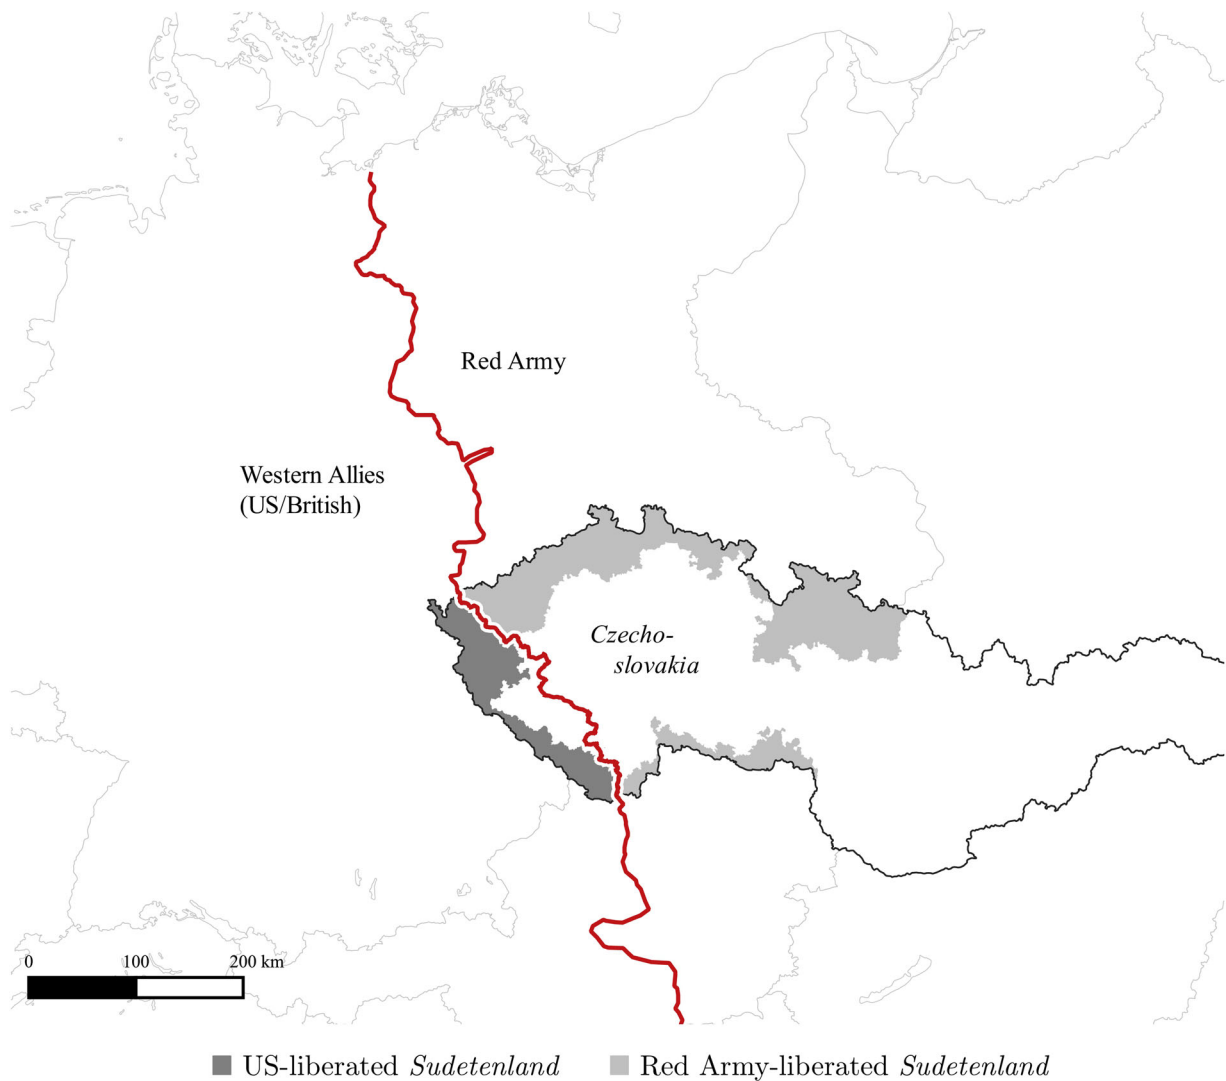 Red Army
Western Allies
(US/British)
Czecho-
slovakia
0 100 200 km
US-liberated Sudetenland
Red Army-liberated Sudetenland